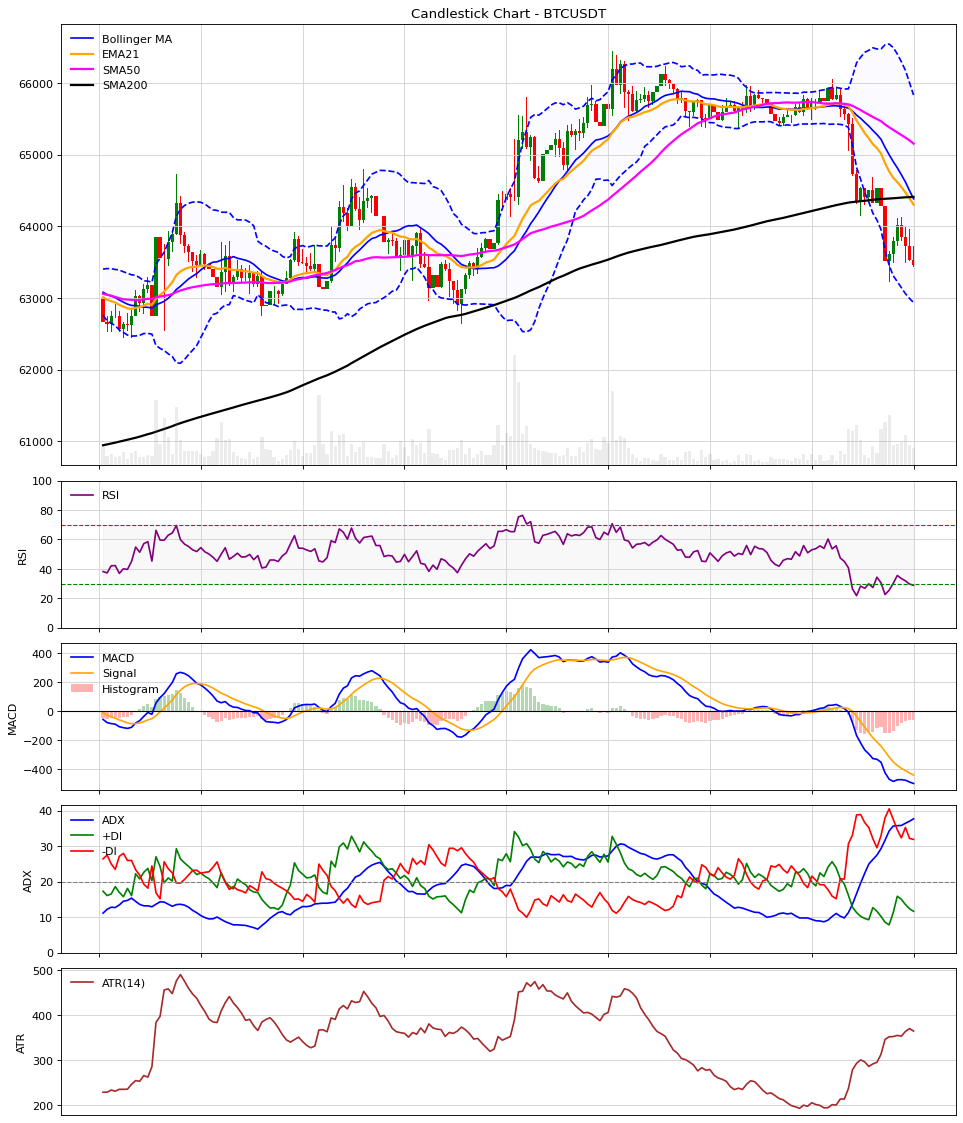 Candlestick Chart - BTCUSDT
Bollinger MA
EMA21
SMA50
SMA200
66000
65000
64000
63000
62000
61000
RSI
RSI
100
80
60
40
20
0
MACD
Signal
Histogram
MACD
400
200
0
−200
−400
ADX
+DI
-DI
ADX
40
30
20
10
0
ATR(14)
ATR
500
400
300
200